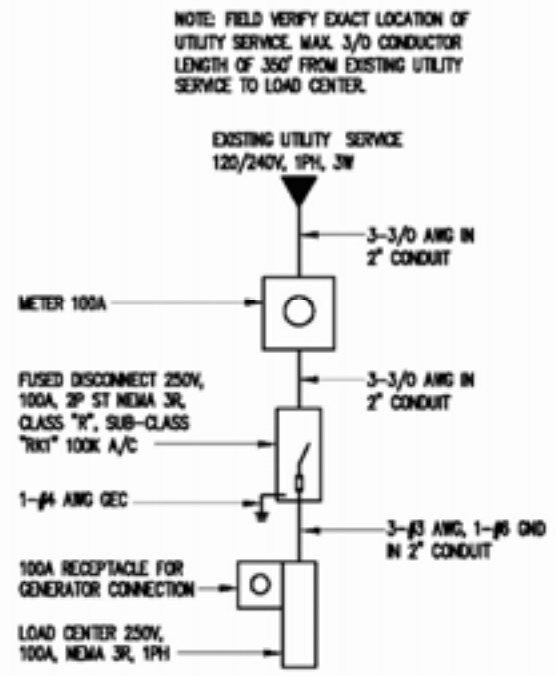 NOTE: FIELD VERIFY EXACT LOCATION OF
UTILITY SERVICE. MAX. 3/0 CONDUCTOR
LENGTH OF 350' FROM EXISTING UTILITY
SERVICE TO LOAD CENTER.
EXISTING UTILITY SERVICE
120/240V, 1PH, 3W
3-3/0 AWG IN
2" CONDUIT
METER 100A
FUSED DISCONNECT 250V,
100A, 2P ST NEMA 3R,
CLASS "R", SUB-CLASS
"RK1" 100K A/C
3-3/0 AWG IN
2" CONDUIT
1-#4 AWG GEC
3-#3 AWG, 1-#6 GND
IN 2" CONDUIT
100A RECEPTACLE FOR
GENERATOR CONNECTION
LOAD CENTER 250V,
100A, NEMA 3R, 1PH